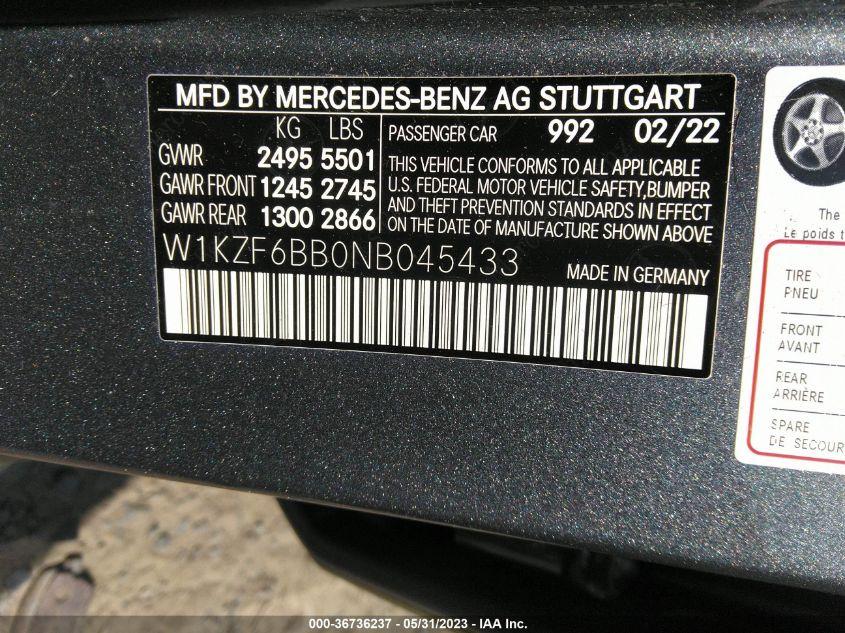 MFD BY MERCEDES-BENZ AG STUTTGART
KG LBS
GVWR 2495 5501
GAWR FRONT 1245 2745
GAWR REAR 1300 2866
PASSENGER CAR 992 02/22
THIS VEHICLE CONFORMS TO ALL APPLICABLE
U.S. FEDERAL MOTOR VEHICLE SAFETY,BUMPER
AND THEFT PREVENTION STANDARDS IN EFFECT
ON THE DATE OF MANUFACTURE SHOWN ABOVE
W1KZF6BB0NB045433
MADE IN GERMANY
The
Le poids
TIRE
PNEU
FRONT
AVANT
REAR
ARRIÈRE
SPARE
DE SECOUR
000-36736237 - 05/31/2023 - IAA Inc.